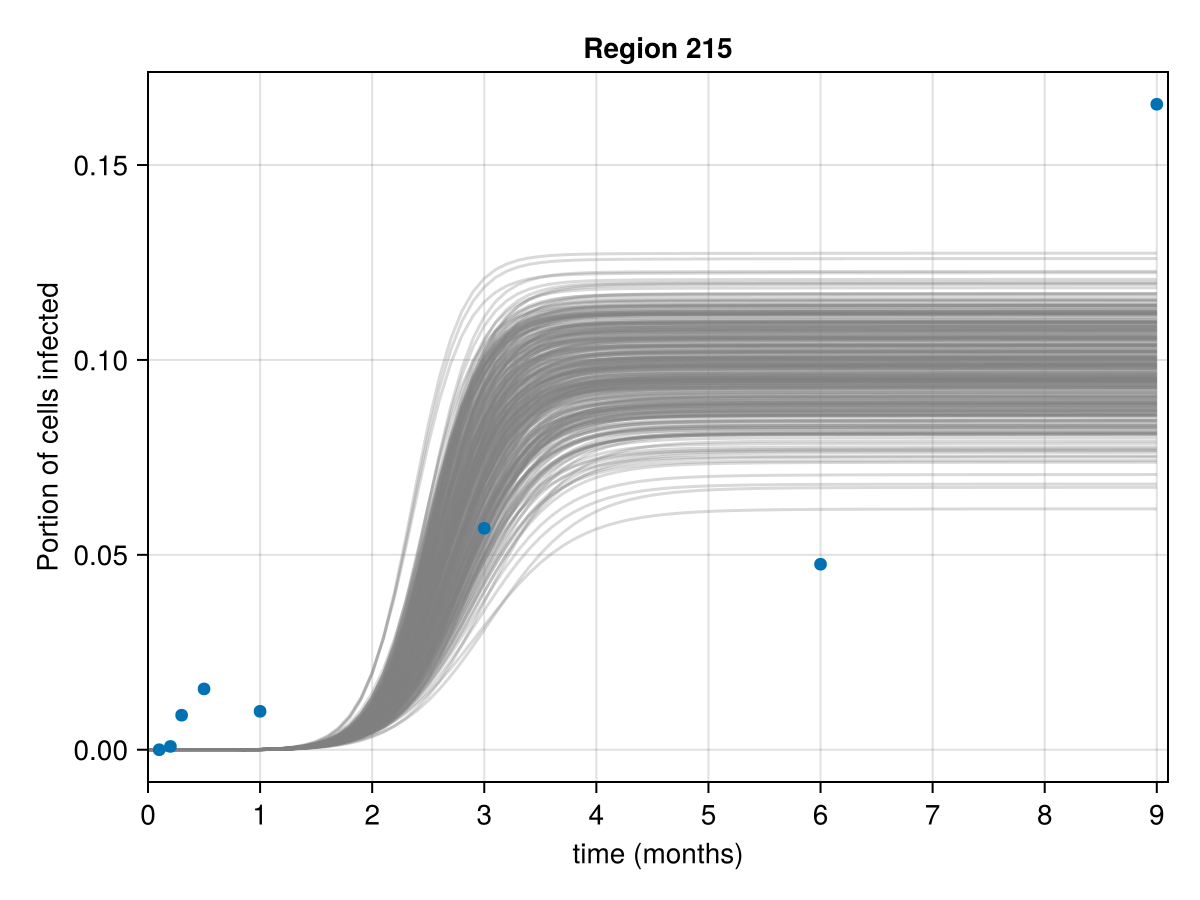 Region 215
Portion of cells infected
0.15
0.10
0.05
0.00
0 1 2 3 4 5 6 7 8 9
time (months)